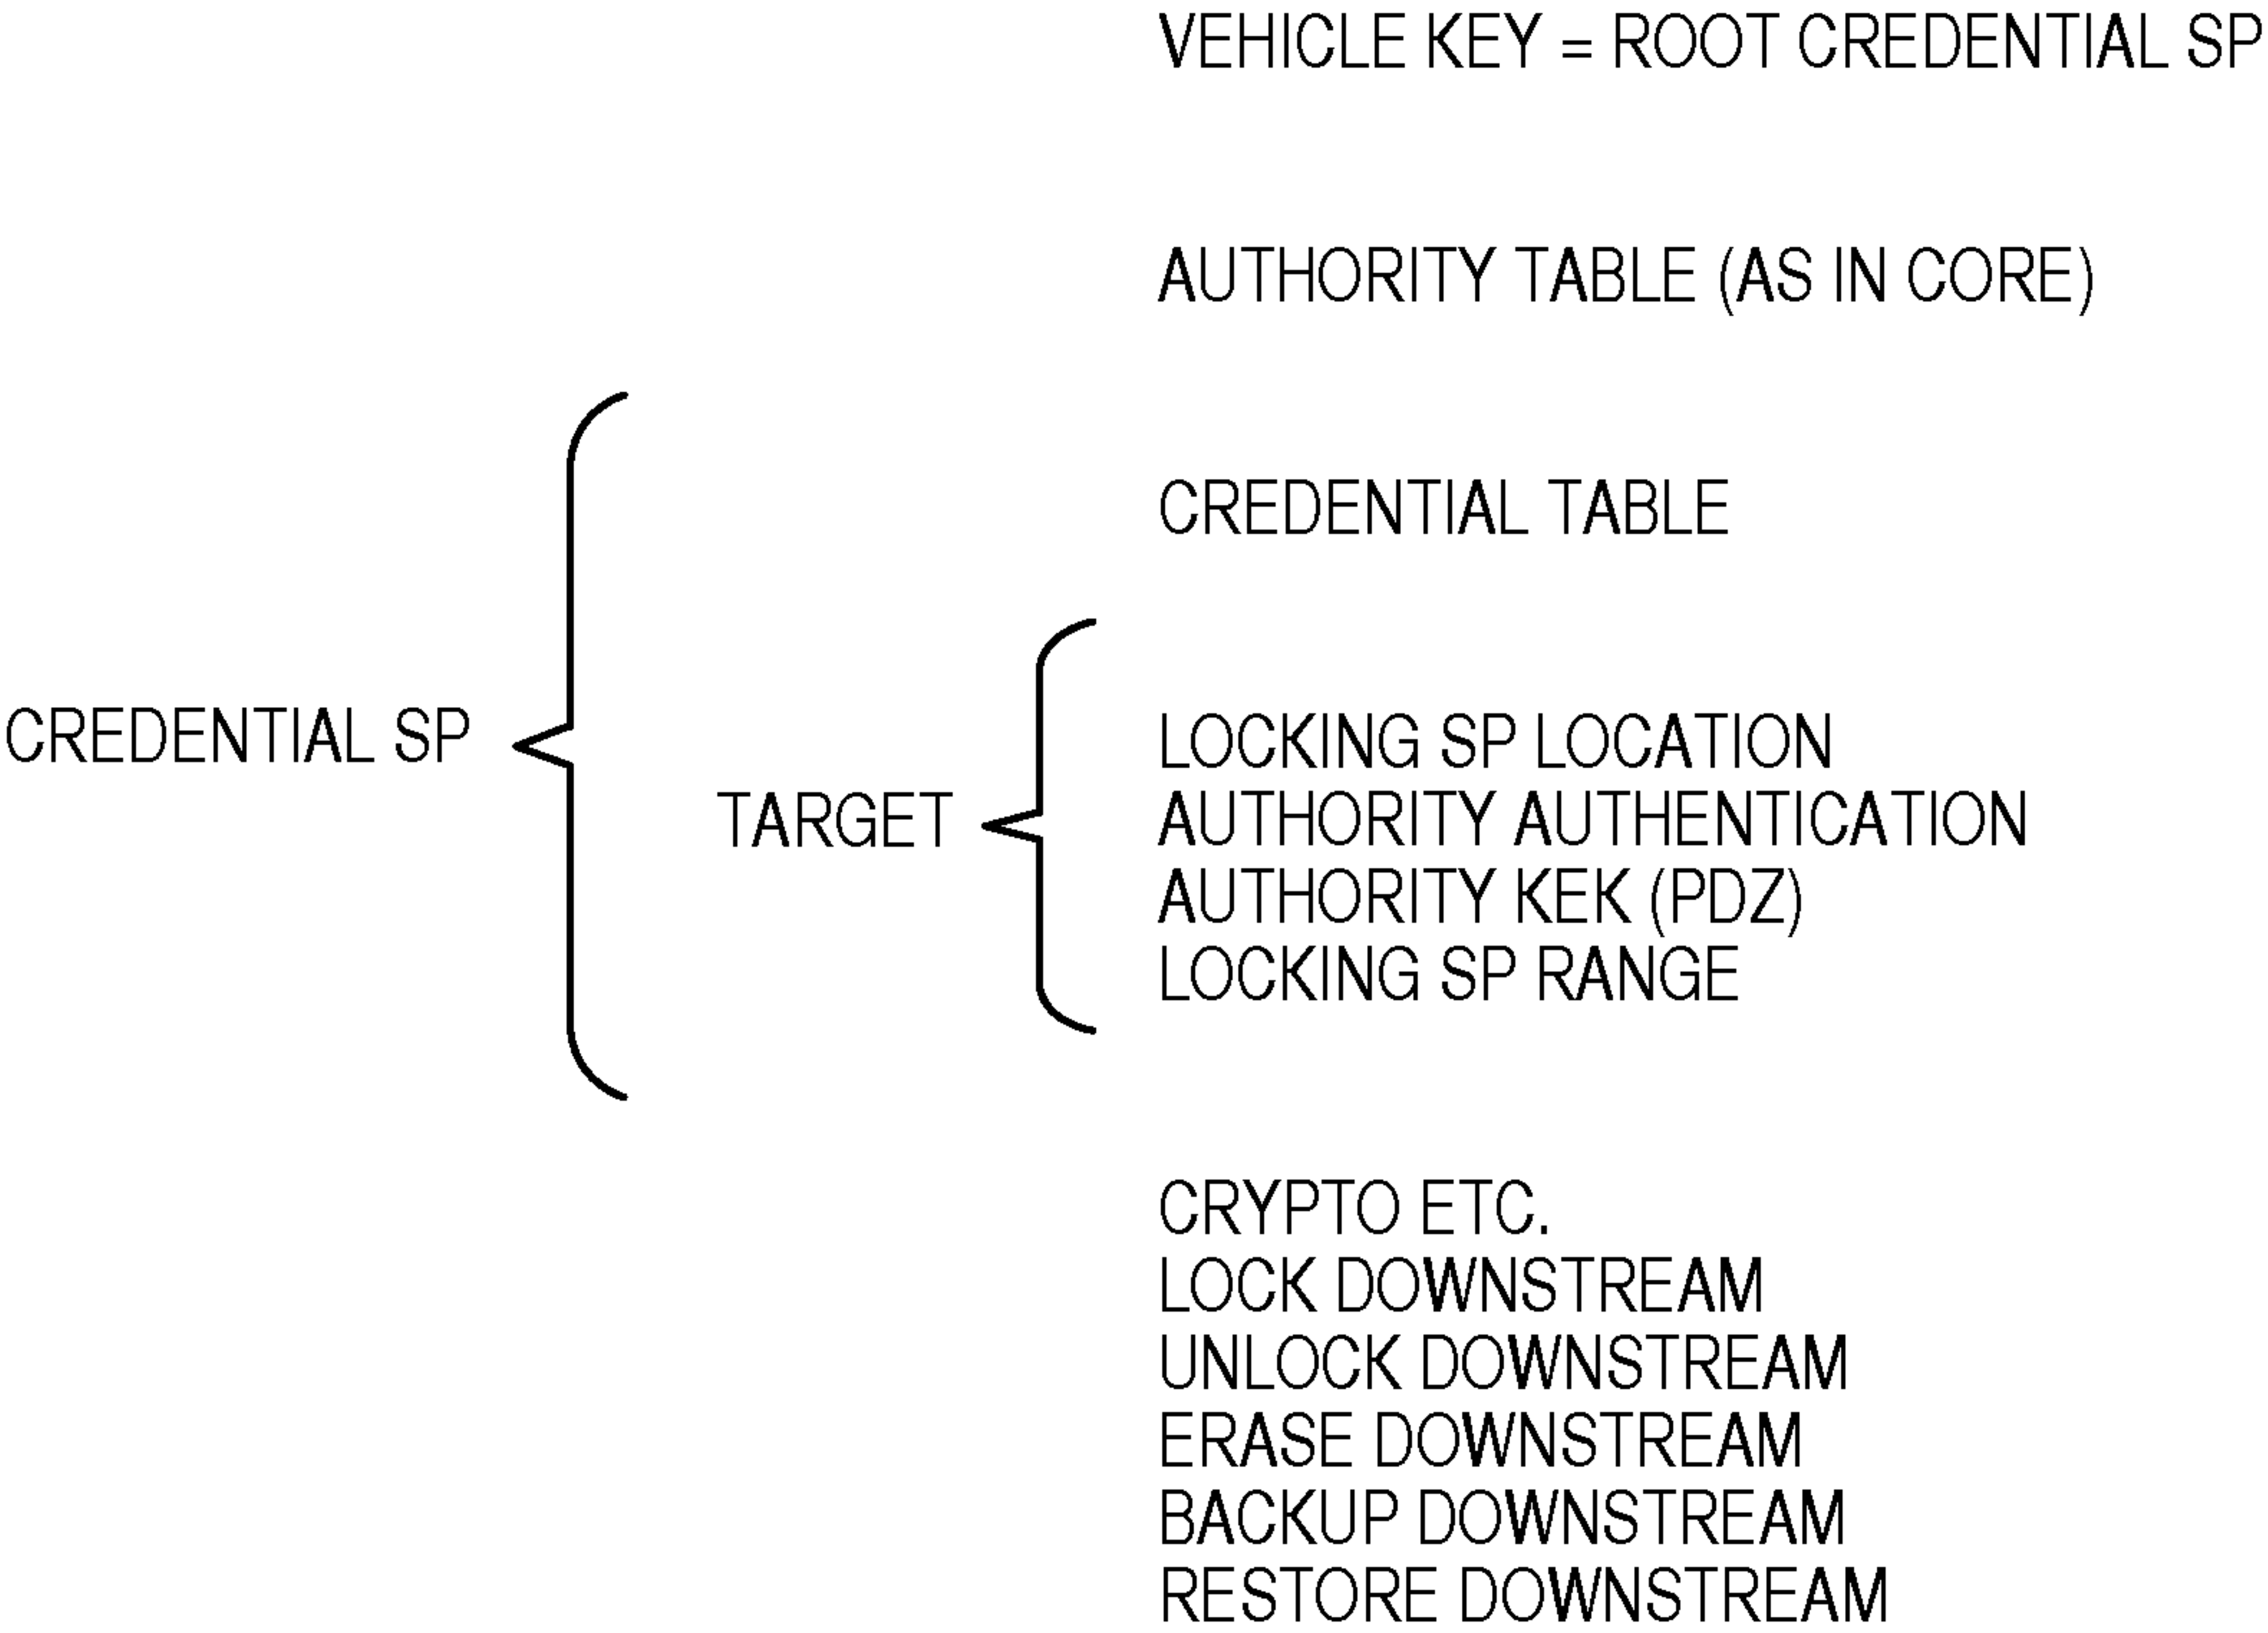 VEHICLE KEY = ROOT CREDENTIAL SP
AUTHORITY TABLE (AS IN CORE)
CREDENTIAL TABLE
CREDENTIAL SP
TARGET
LOCKING SP LOCATION
AUTHORITY AUTHENTICATION
AUTHORITY KEK (PDZ)
LOCKING SP RANGE
CRYPTO ETC.
LOCK DOWNSTREAM
UNLOCK DOWNSTREAM
ERASE DOWNSTREAM
BACKUP DOWNSTREAM
RESTORE DOWNSTREAM